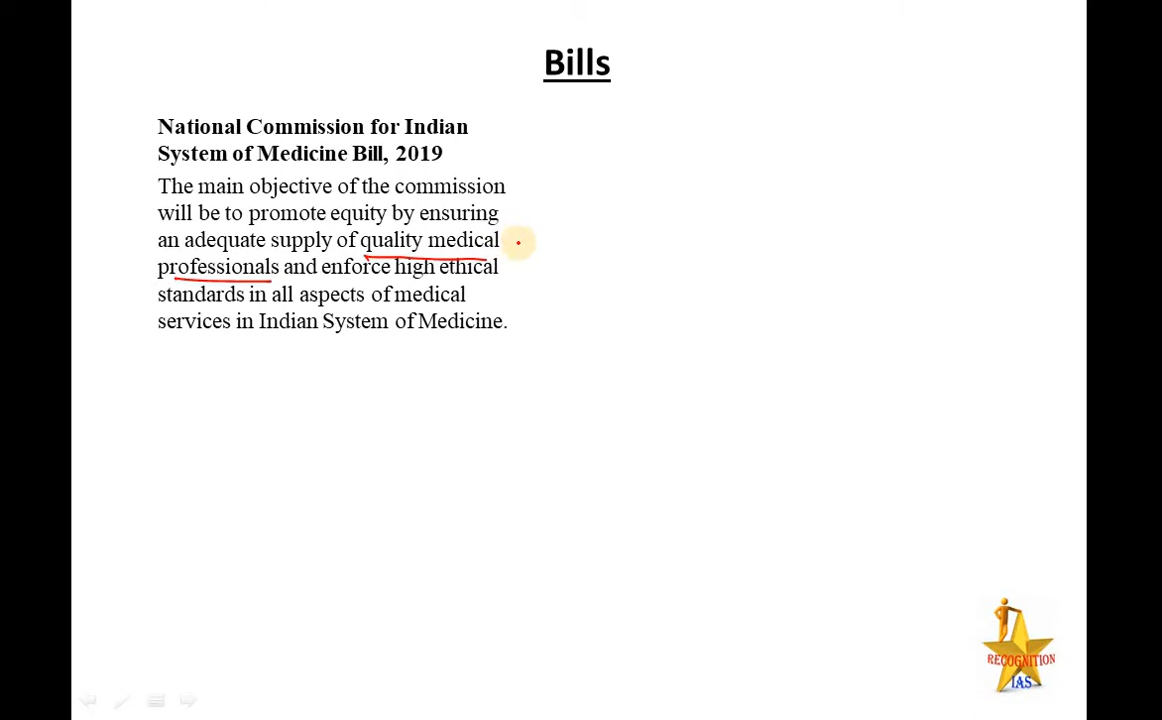 Bills
National Commission for Indian
System of Medicine Bill, 2019
The main objective of the commission
will be to promote equity by ensuring
an adequate supply of quality medical
professionals and enforce high ethical
standards in all aspects of medical
services in Indian System of Medicine.
RECOGNITION
IAS